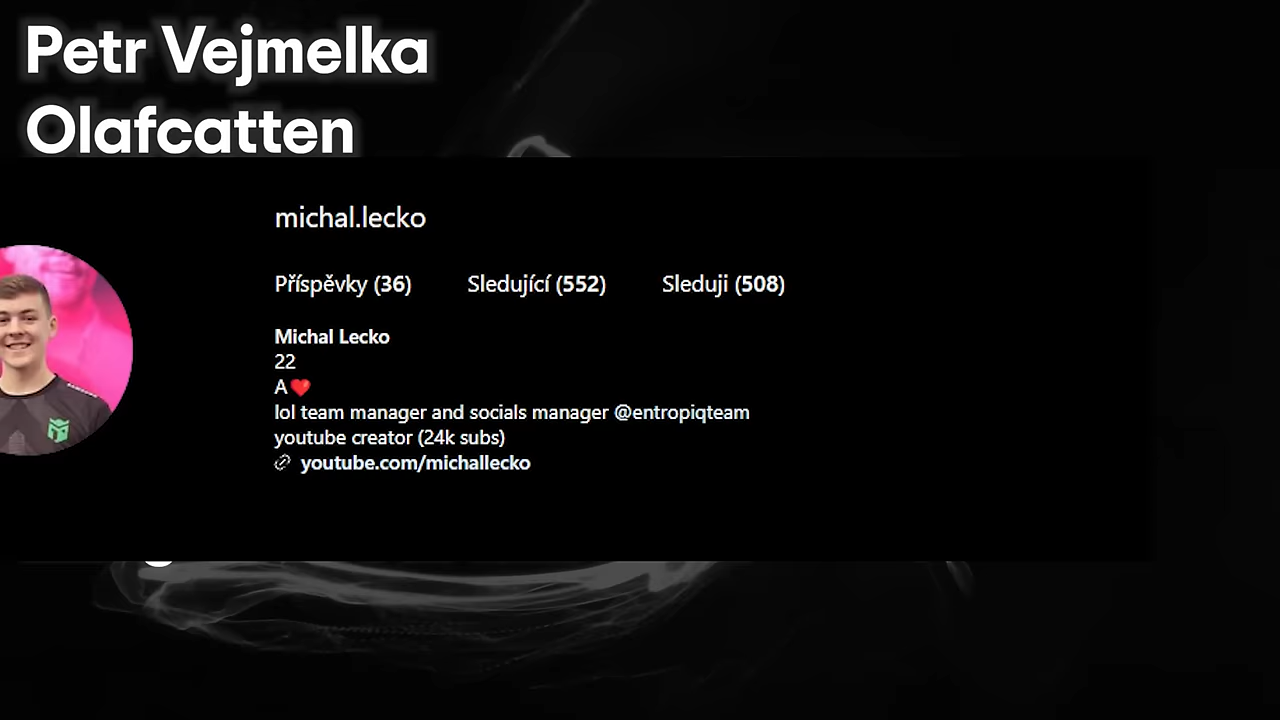 Petr Vejmelka
Olafcatten
michal.lecko
Příspěvky (36) Sledující (552) Sleduji (508)
Michal Lecko
22
A❤️
lol team manager and socials manager @entropiqteam
youtube creator (24k subs)
youtube.com/michallecko